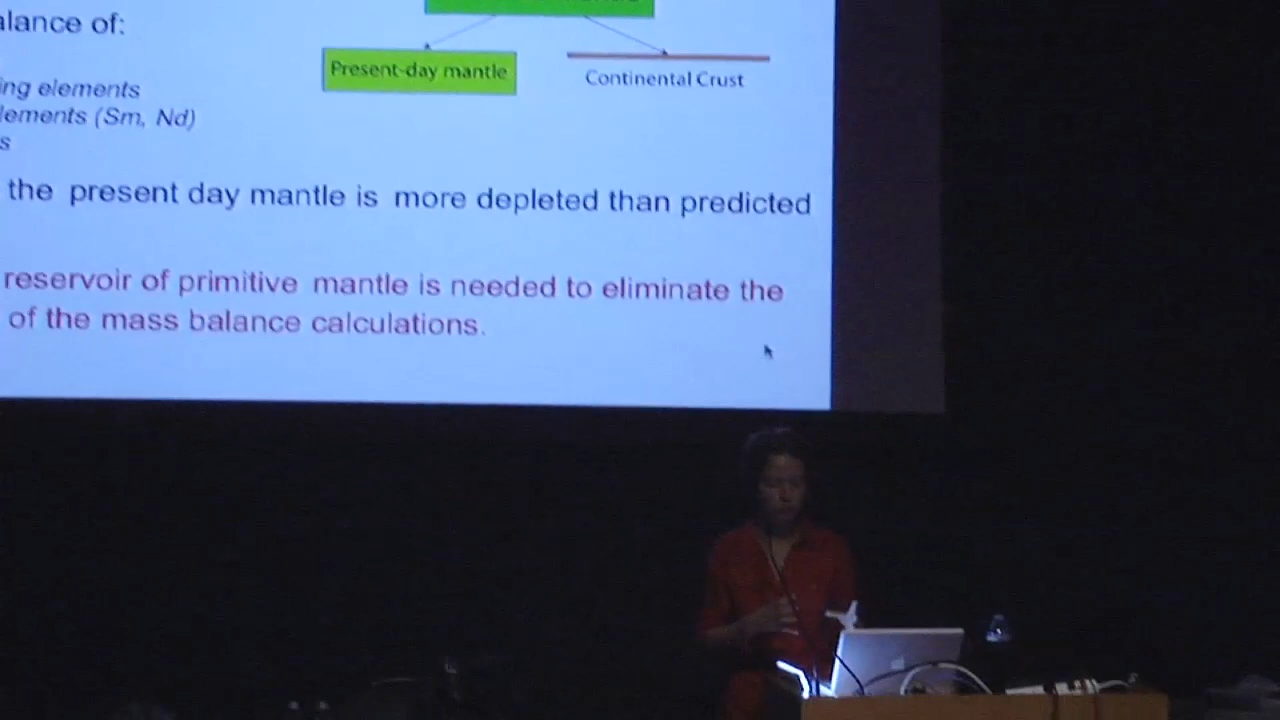 alance of:
Present-day mantle
Continental Crust
ing elements
lements (Sm, Nd)
s
the present day mantle is more depleted than predicted
reservoir of primitive mantle is needed to eliminate the
of the mass balance calculations.